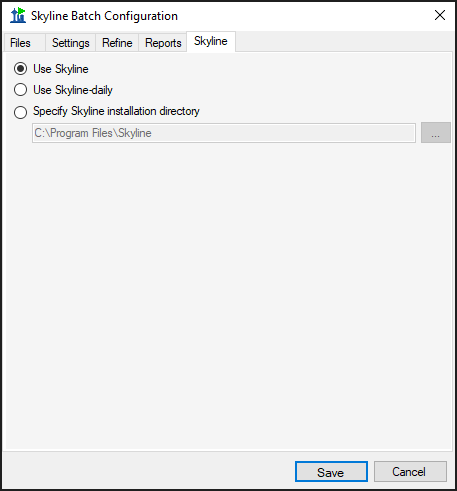 Skyline Batch Configuration
Files Settings Refine Reports Skyline
Use Skyline
Use Skyline-daily
Specify Skyline installation directory
C:\Program Files\Skyline ...
Save Cancel